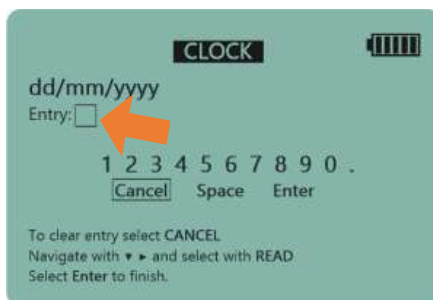 CLOCK
dd/mm/yyyy
Entry:
1 2 3 4 5 6 7 8 9 0 .
Cancel Space Enter
To clear entry select CANCEL
Navigate with ▾ ▸ and select with READ
Select Enter to finish.